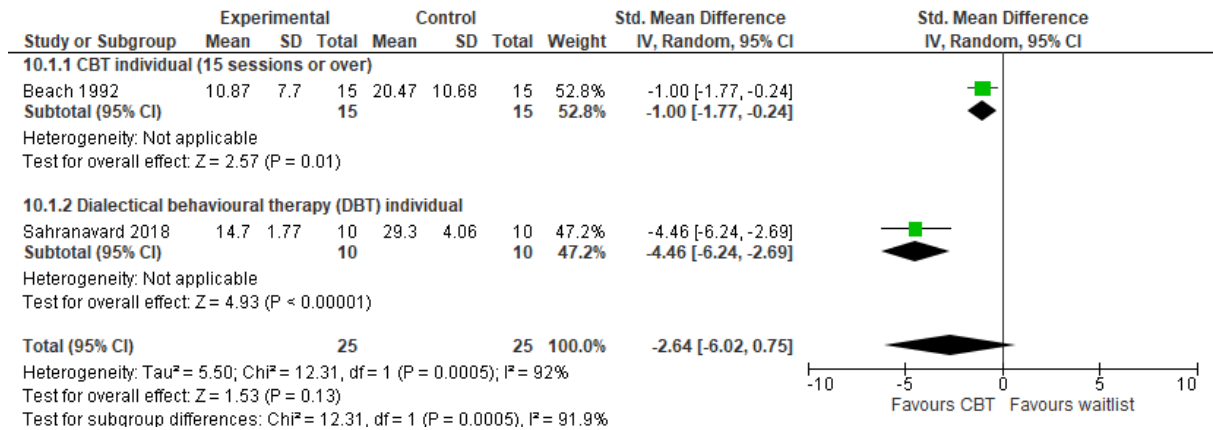 Experimental Control Std. Mean Difference Std. Mean Difference
Study or Subgroup Mean SD Total Mean SD Total Weight IV, Random, 95% CI IV, Random, 95% CI
10.1.1 CBT individual (15 sessions or over)
Beach 1992 10.87 7.7 15 20.47 10.68 15 52.8% -1.00 [-1.77, -0.24]
Subtotal (95% CI) 15 15 52.8% -1.00 [-1.77, -0.24]
Heterogeneity: Not applicable
Test for overall effect: Z = 2.57 (P = 0.01)
10.1.2 Dialectical behavioural therapy (DBT) individual
Sahranavard 2018 14.7 1.77 10 29.3 4.06 10 47.2% -4.46 [-6.24, -2.69]
Subtotal (95% CI) 10 10 47.2% -4.46 [-6.24, -2.69]
Heterogeneity: Not applicable
Test for overall effect: Z = 4.93 (P < 0.00001)
Total (95% CI) 25 25 100.0% -2.64 [-6.02, 0.75]
Heterogeneity: Tau² = 5.50; Chi² = 12.31, df = 1 (P = 0.0005); I² = 92%
Test for overall effect: Z = 1.53 (P = 0.13)
Test for subgroup differences: Chi² = 12.31, df = 1 (P = 0.0005), I² = 91.9%
-10 -5 0 5 10
Favours CBT Favours waitlist